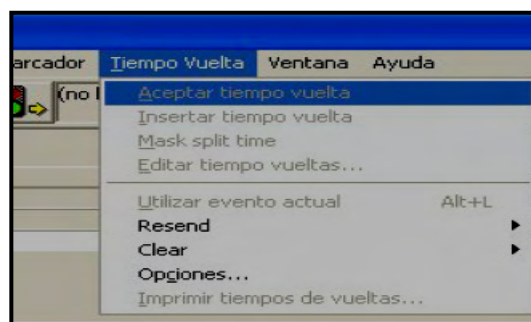 arcador Tiempo Vuelta Ventana Ayuda
(no
Aceptar tiempo vuelta
Insertar tiempo vuelta
Mask split time
Editar tiempo vueltas...
Utilizar evento actual Alt+L
Resend
Clear
Opciones...
Imprimir tiempos de vueltas...